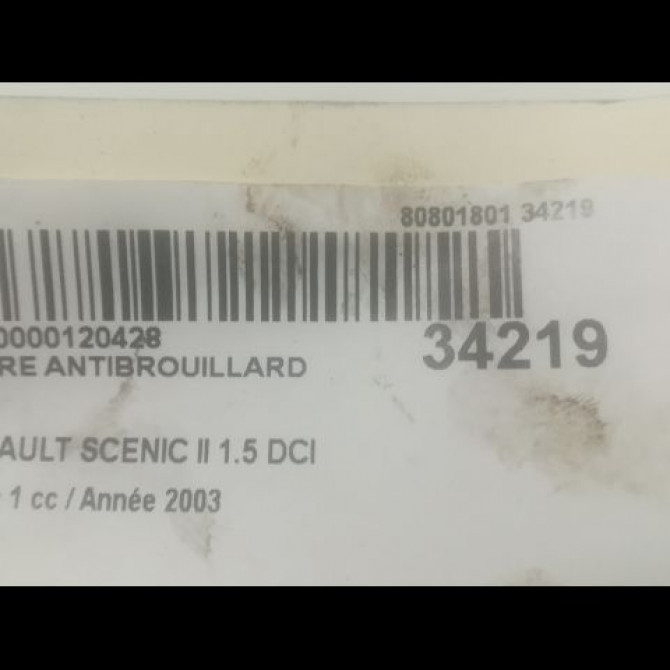 80801801 34219
0000120428
34219
RE ANTIBROUILLARD
AULT SCENIC II 1.5 DCI
1 cc / Année 2003